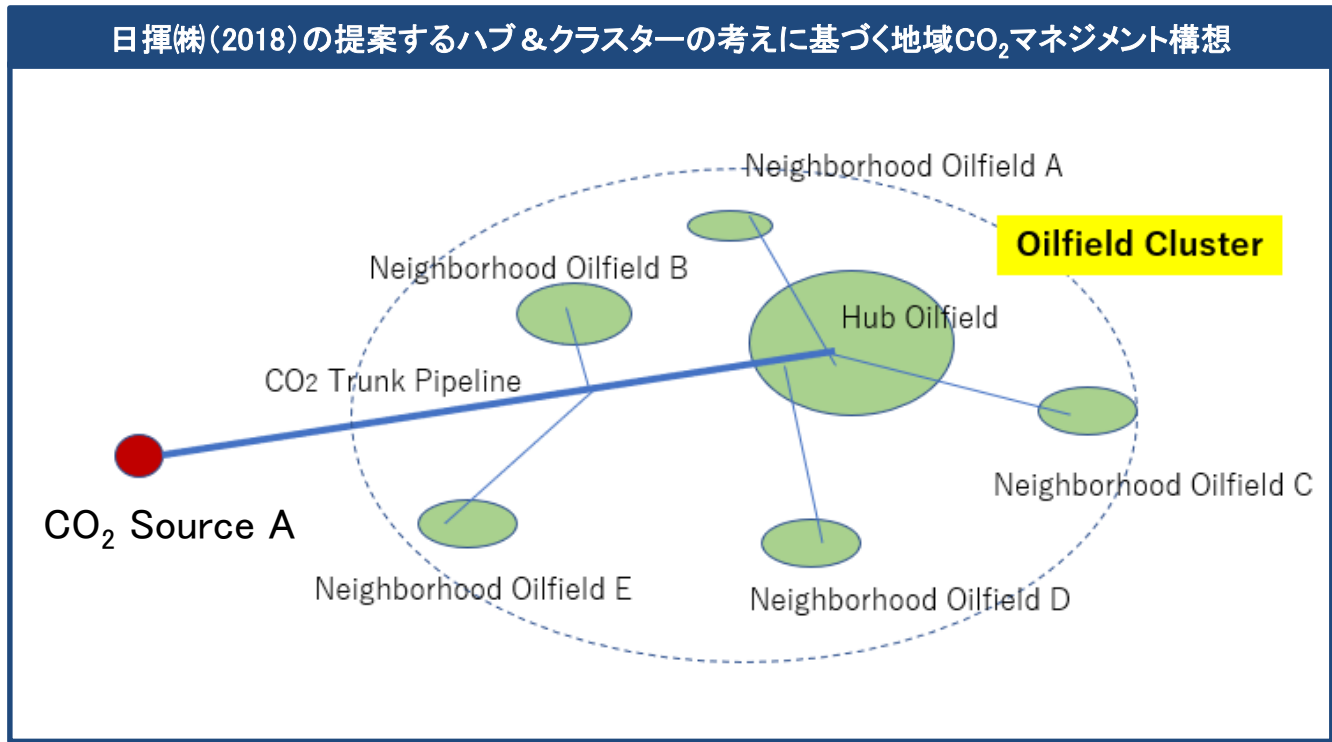 日揮㈱(2018)の提案するハブ&クラスターの考えに基づく地域CO₂マネジメント構想
Neighborhood Oilfield A
Oilfield Cluster
Neighborhood Oilfield B
Hub Oilfield
CO2 Trunk Pipeline
Neighborhood Oilfield C
CO₂ Source A
Neighborhood Oilfield E
Neighborhood Oilfield D